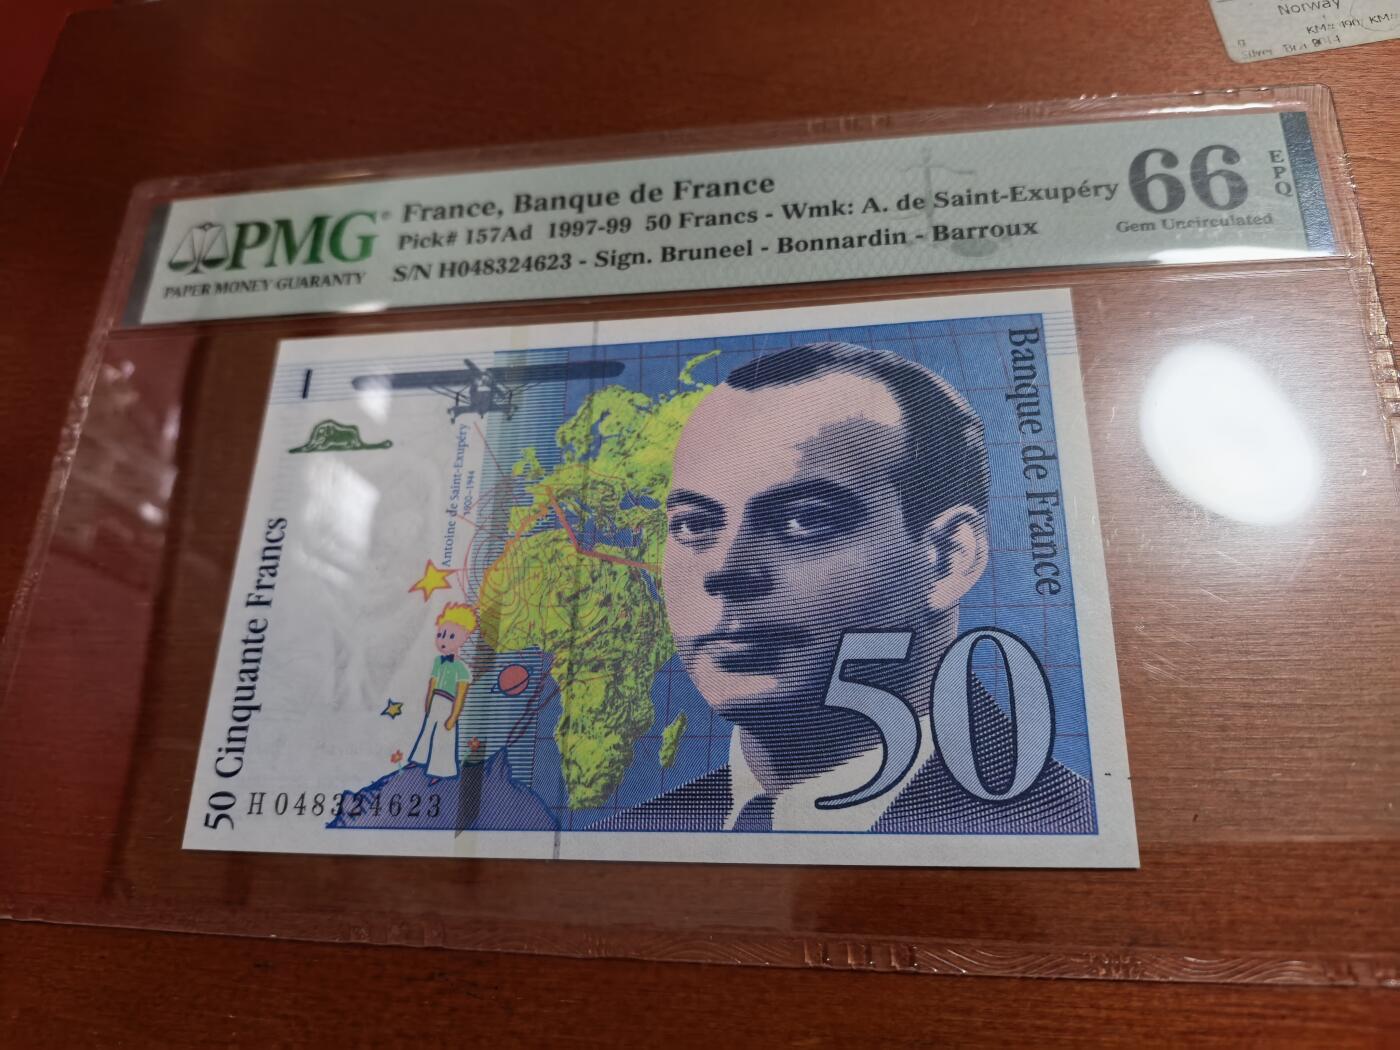 Norway
PMG
PAPER MONEY GUARANTY
France, Banque de France
Pick# 157Ad 1997-99 50 Francs - Wmk: A. de Saint-Exupéry
S/N H048324623 - Sign. Bruneel - Bonnardin - Barroux
66
EPQ
Gem Uncirculated
Banque de France
Antoine de Saint-Exupéry
1900-1944
50 Cinquante Francs
H 048324623
50